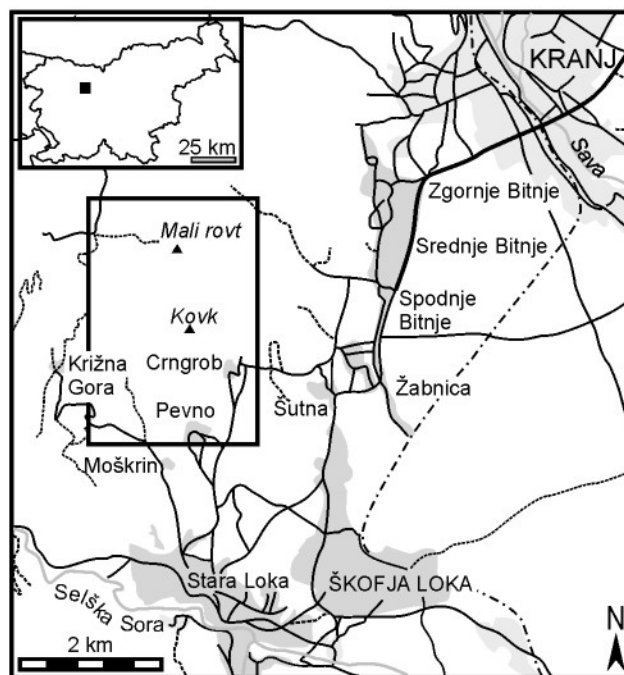 KRANJ
25 km
Sava
Zgornje Bitnje
Mali rovt
Srednje Bitnje
Spodnje
Bitnje
Kovk
Križna
Gora
Crngrob
Žabnica
Pevno
Šutna
Moškrin
Stara Loka
ŠKOFJA LOKA
Selška
Sora
N
2 km